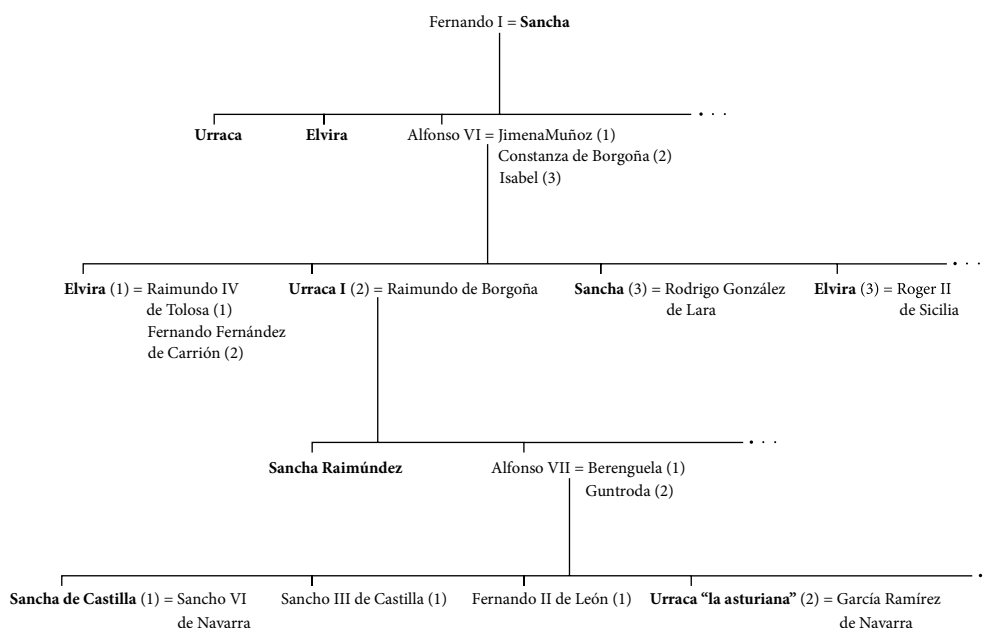 Fernando I = Sancha
Urraca Elvira Alfonso VI = JimenaMuñoz (1)
Constanza de Borgoña (2)
Isabel (3)
Elvira (1) = Raimundo IV Urraca I (2) = Raimundo de Borgoña Sancha (3) = Rodrigo González Elvira (3) = Roger II
de Tolosa (1) de Lara de Sicilia
Fernando Fernández
de Carrión (2)
Sancha Raimúndez Alfonso VII = Berenguela (1)
Guntroda (2)
Sancha de Castilla (1) = Sancho VI Sancho III de Castilla (1) Fernando II de León (1) Urraca “la asturiana” (2) = García Ramírez
de Navarra de Navarra